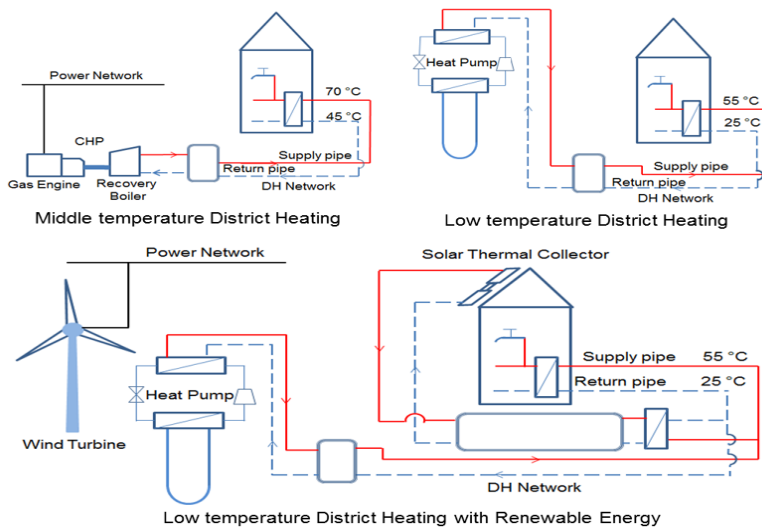 Power Network
70 °C
45 °C
CHP
Gas Engine
Recovery
Boiler
Supply pipe
Return pipe
DH Network
Middle temperature District Heating
Heat Pump
55 °C
25 °C
Supply pipe
Return pipe
DH Network
Low temperature District Heating
Power Network
Solar Thermal Collector
Supply pipe 55 °C
Return pipe 25 °C
Heat Pump
Wind Turbine
DH Network
Low temperature District Heating with Renewable Energy